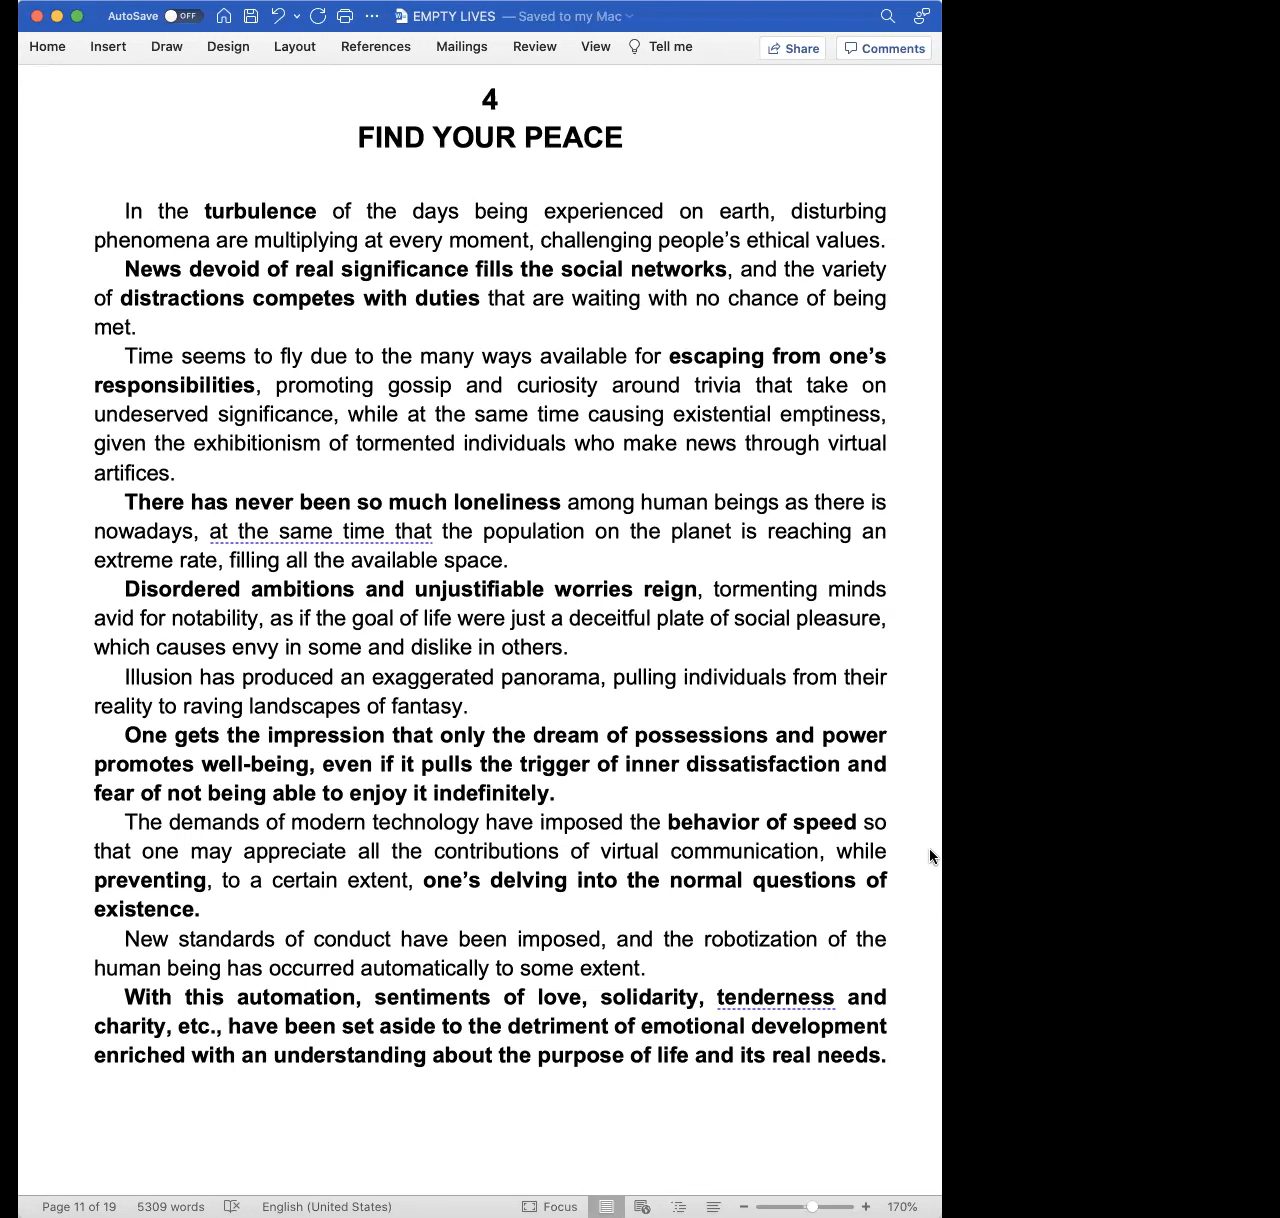 AutoSave OFF EMPTY LIVES — Saved to my Mac
Home Insert Draw Design Layout References Mailings Review View Tell me Share Comments
4
FIND YOUR PEACE
In the turbulence of the days being experienced on earth, disturbing
phenomena are multiplying at every moment, challenging people’s ethical values.
News devoid of real significance fills the social networks, and the variety
of distractions competes with duties that are waiting with no chance of being
met.
Time seems to fly due to the many ways available for escaping from one’s
responsibilities, promoting gossip and curiosity around trivia that take on
undeserved significance, while at the same time causing existential emptiness,
given the exhibitionism of tormented individuals who make news through virtual
artifices.
There has never been so much loneliness among human beings as there is
nowadays, at the same time that the population on the planet is reaching an
extreme rate, filling all the available space.
Disordered ambitions and unjustifiable worries reign, tormenting minds
avid for notability, as if the goal of life were just a deceitful plate of social pleasure,
which causes envy in some and dislike in others.
Illusion has produced an exaggerated panorama, pulling individuals from their
reality to raving landscapes of fantasy.
One gets the impression that only the dream of possessions and power
promotes well-being, even if it pulls the trigger of inner dissatisfaction and
fear of not being able to enjoy it indefinitely.
The demands of modern technology have imposed the behavior of speed so
that one may appreciate all the contributions of virtual communication, while
preventing, to a certain extent, one’s delving into the normal questions of
existence.
New standards of conduct have been imposed, and the robotization of the
human being has occurred automatically to some extent.
With this automation, sentiments of love, solidarity, tenderness and
charity, etc., have been set aside to the detriment of emotional development
enriched with an understanding about the purpose of life and its real needs.
Page 11 of 19 5309 words English (United States) Focus 170%